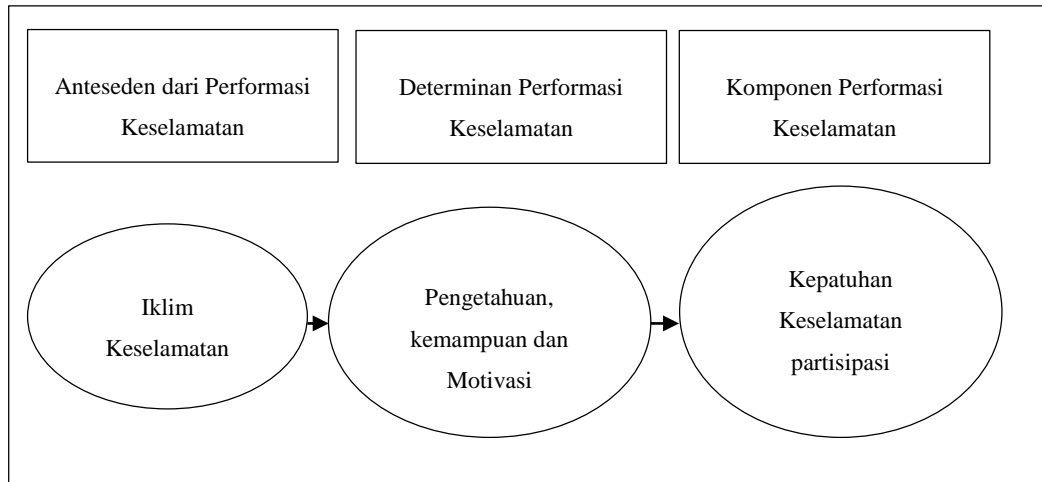 Anteseden dari Performasi
Keselamatan
Determinan Performasi
Keselamatan
Komponen Performasi
Keselamatan
Iklim
Keselamatan
Pengetahuan,
kemampuan dan
Motivasi
Kepatuhan
Keselamatan
partisipasi